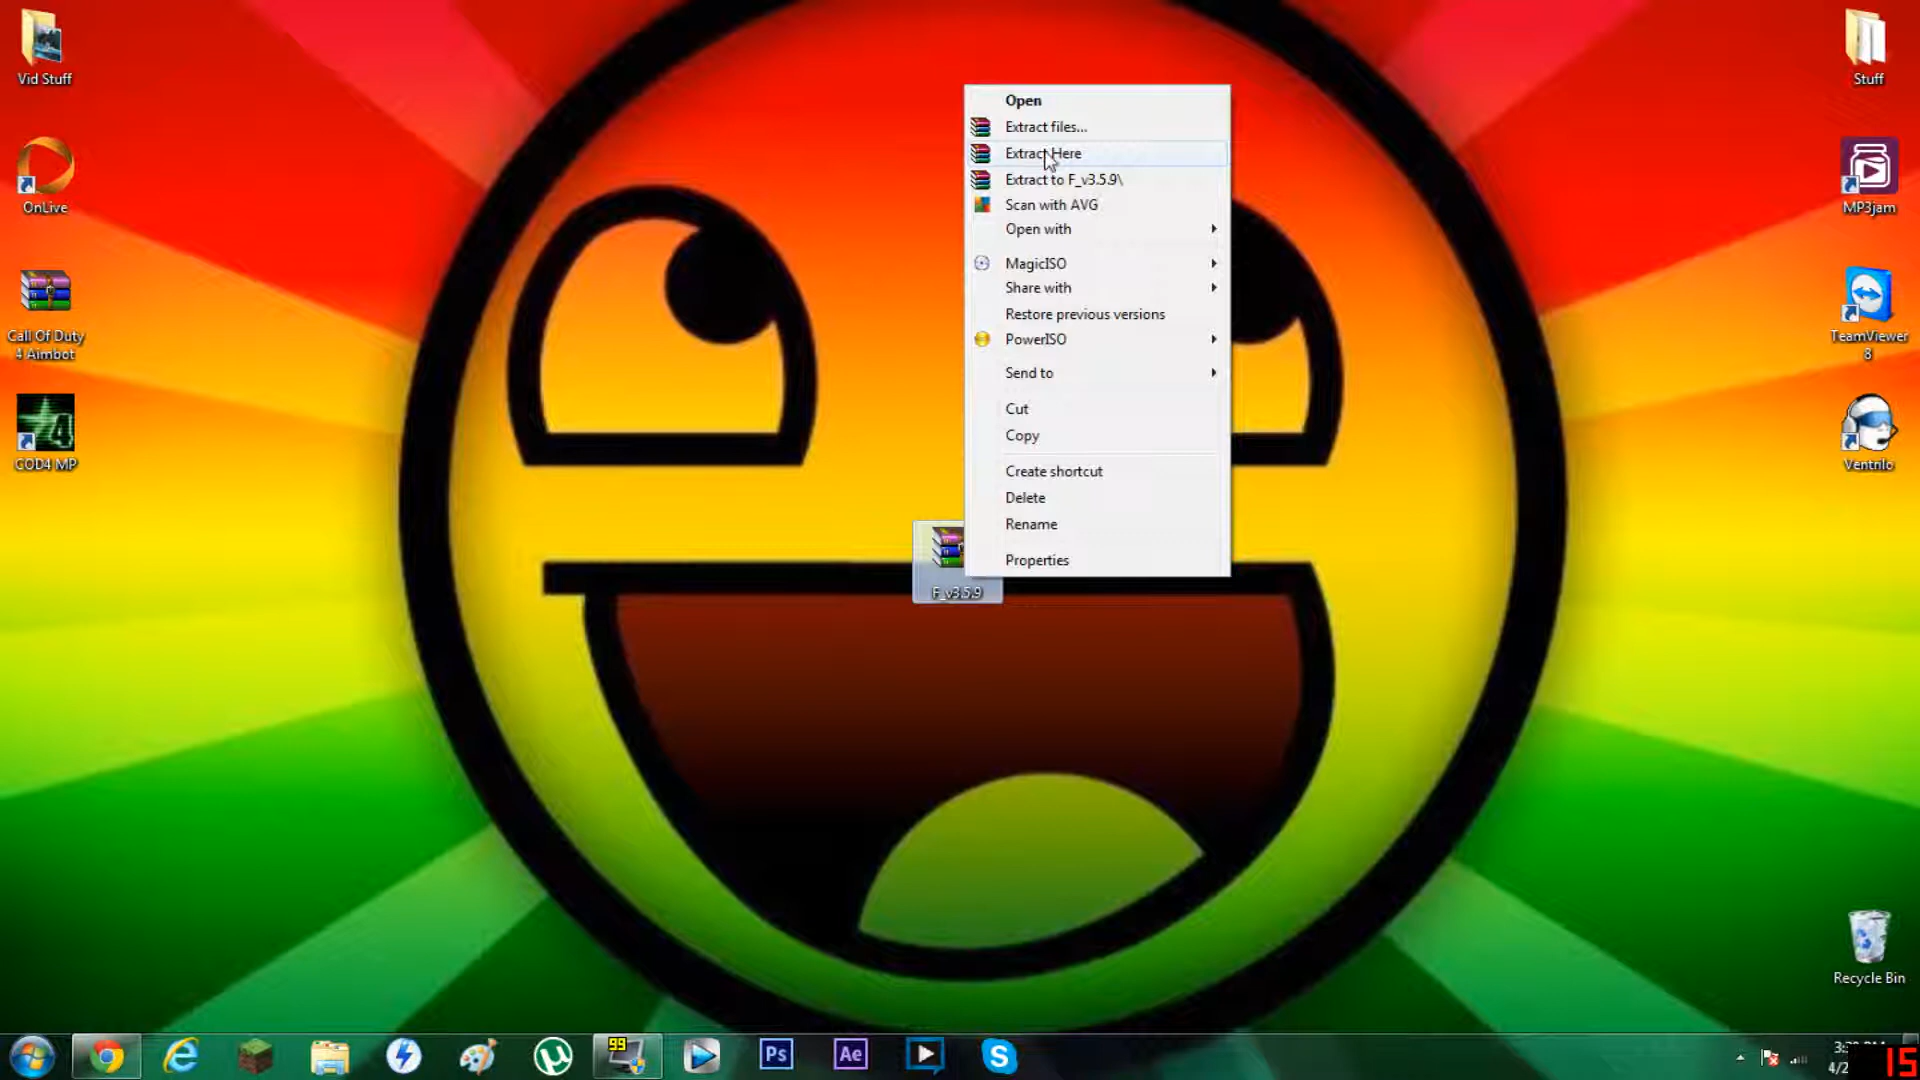 Vid Stuff
OnLive
Call Of Duty
4 Aimbot
4
COD4 MP
Open
Extract files...
Extract Here
Extract to F_v3.5.9\
Scan with AVG
Open with
MagicISO
Share with
Restore previous versions
PowerISO
Send to
Cut
Copy
Create shortcut
Delete
Rename
Properties
F_v3.5.9
Stuff
MP3jam
TeamViewer
8
Ventrilo
Recycle Bin
99
Ps
Ae
S
15